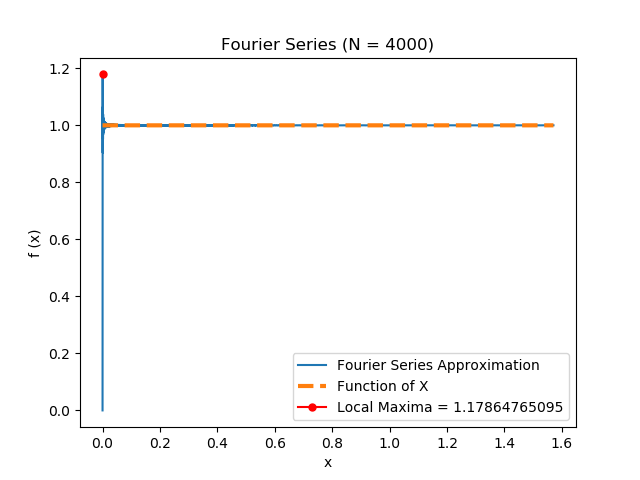 Fourier Series (N = 4000)
f (x)
1.2
1.0
0.8
0.6
0.4
0.2
0.0
Fourier Series Approximation
Function of X
Local Maxima = 1.17864765095
0.0 0.2 0.4 0.6 0.8 1.0 1.2 1.4 1.6
x